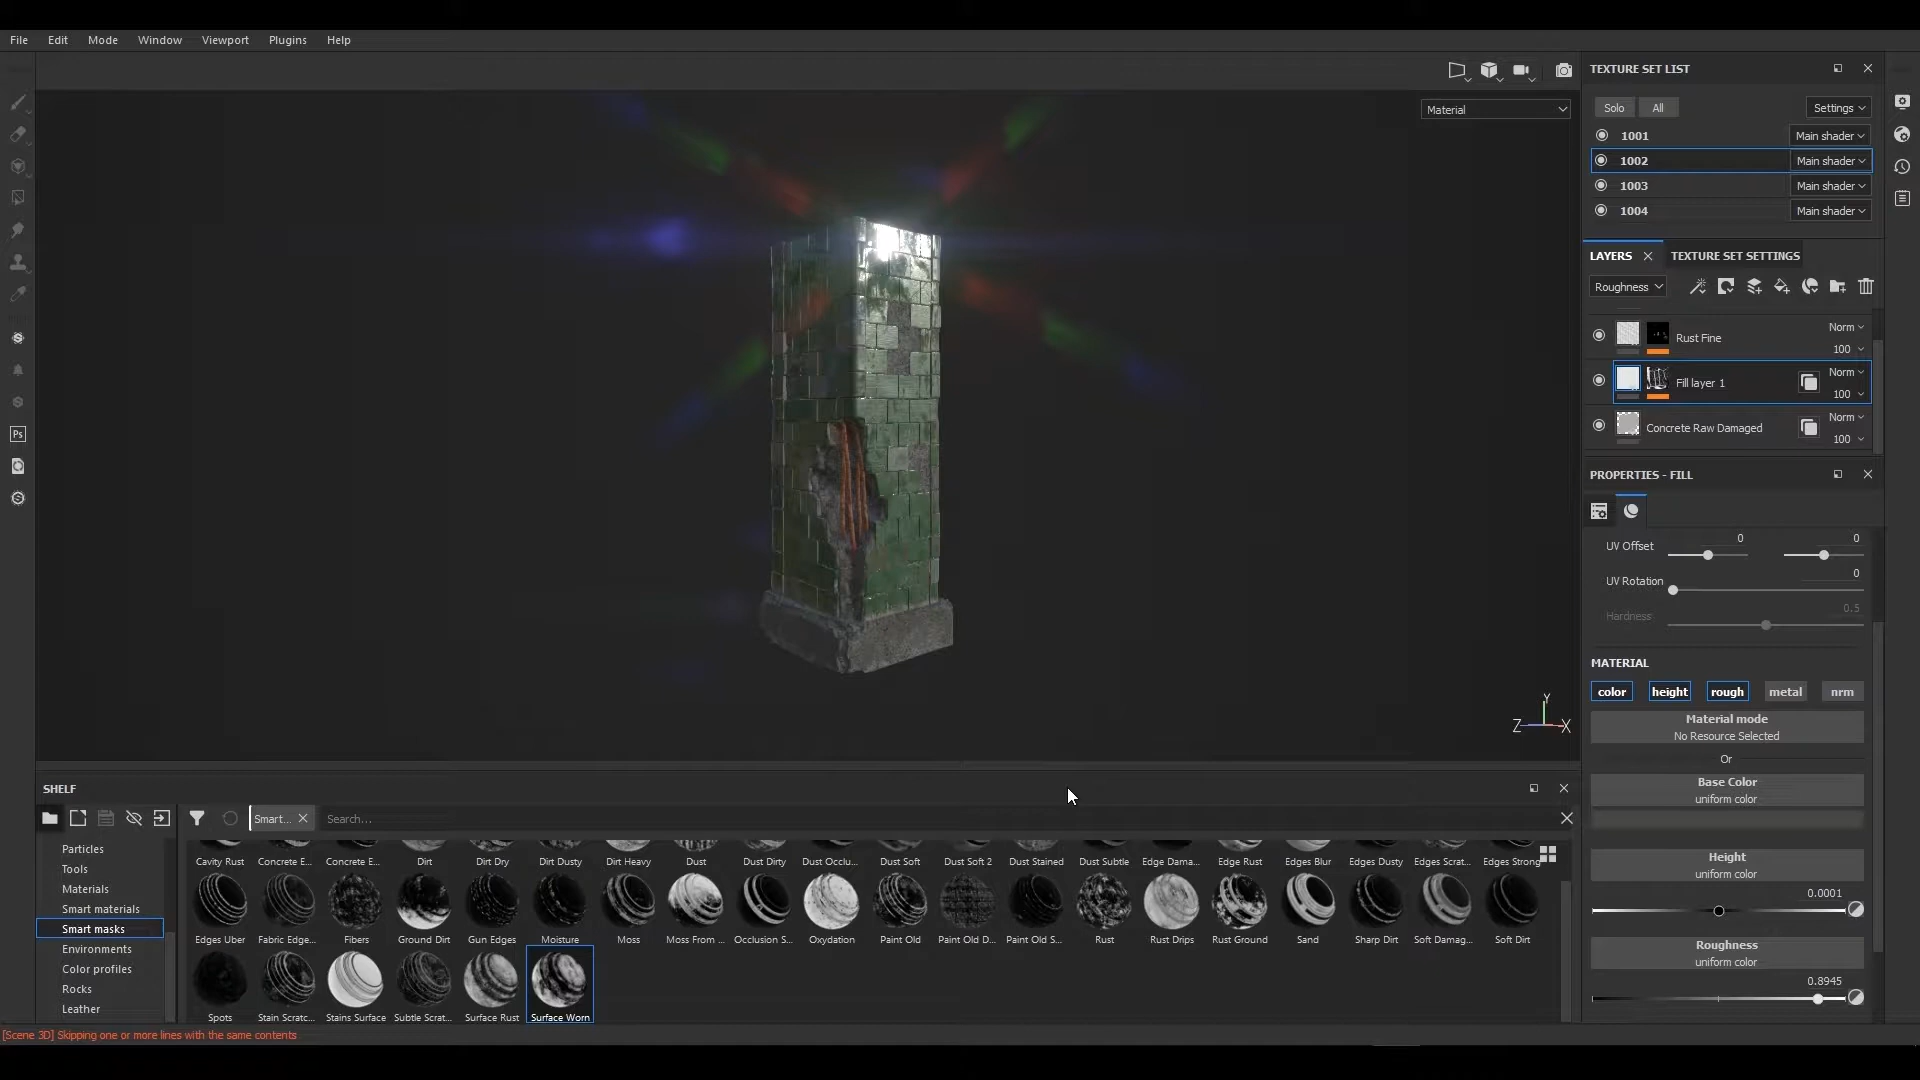 File Edit Mode Window Viewport Plugins Help
Material
Z Y X
Ps
TEXTURE SET LIST
Solo All Settings
1001 Main shader
1002 Main shader
1003 Main shader
1004 Main shader
LAYERS TEXTURE SET SETTINGS
Roughness
Rust Fine Norm 100
Fill layer 1 Norm 100
Concrete Raw Damaged Norm 100
PROPERTIES - FILL
UV Offset 0 0
UV Rotation 0
Hardness 0.5
MATERIAL
color height rough metal nrm
Material mode
No Resource Selected
Or
Base Color
uniform color
Height
uniform color
0.0001
Roughness
uniform color
0.8945
SHELF
Smart... Search...
Particles
Tools
Materials
Smart materials
Smart masks
Environments
Color profiles
Rocks
Leather
Cavity Rust Concrete E... Concrete E... Dirt Dirt Dry Dirt Dusty Dirt Heavy Dust Dust Dirty Dust Occlu... Dust Soft Dust Soft 2 Dust Stained Dust Subtle Edge Dama... Edge Rust Edges Blur Edges Dusty Edges Scrat... Edges Strong
Edges Uber Fabric Edge... Fibers Ground Dirt Gun Edges Moisture Moss Moss From ... Occlusion S... Oxydation Paint Old Paint Old D... Paint Old S... Rust Rust Drips Rust Ground Sand Sharp Dirt Soft Damag... Soft Dirt
Spots Stain Scratc... Stains Surface Subtle Scrat... Surface Rust Surface Worn
[Scene 3D] Skipping one or more lines with the same contents